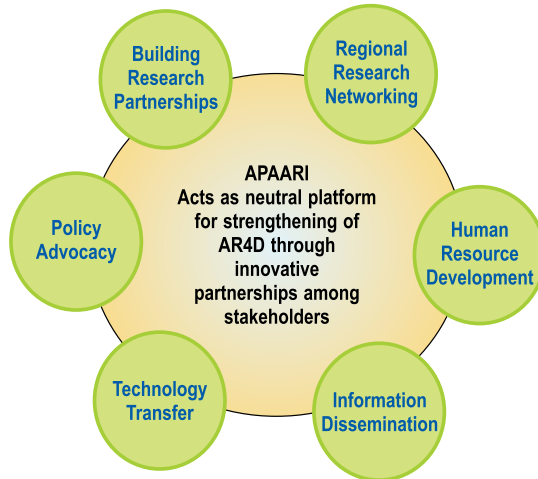 Building
Research
Partnerships
Regional
Research
Networking
APAARI
Acts as neutral platform
for strengthening of
AR4D through
innovative
partnerships among
stakeholders
Policy
Advocacy
Human
Resource
Development
Technology
Transfer
Information
Dissemination